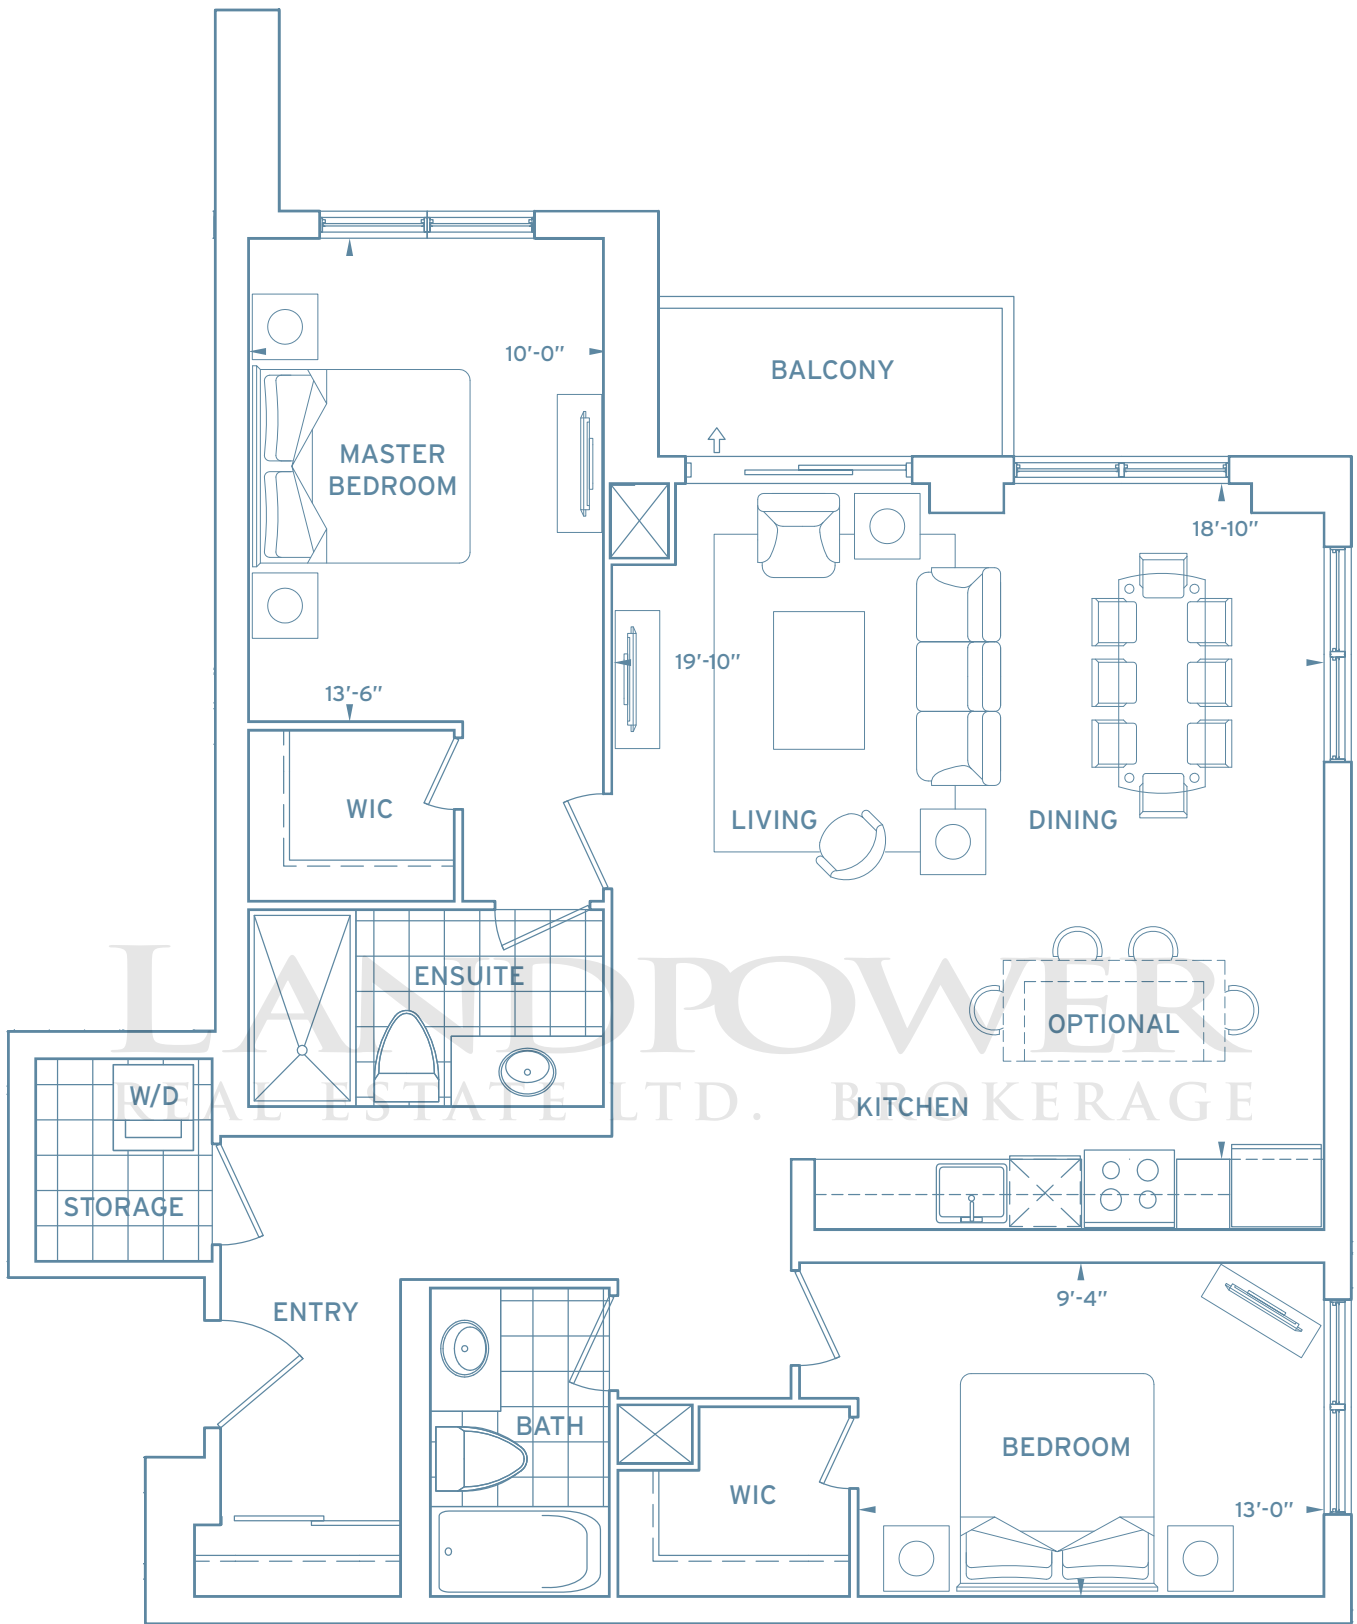 10'-0"
BALCONY
MASTER
BEDROOM
18'-10"
19'-10"
13'-6"
WIC
LIVING
DINING
LANDPOWER
REAL ESTATE LTD. BROKERAGE
ENSUITE
OPTIONAL
W/D
KITCHEN
STORAGE
ENTRY
9'-4"
BATH
BEDROOM
WIC
13'-0"